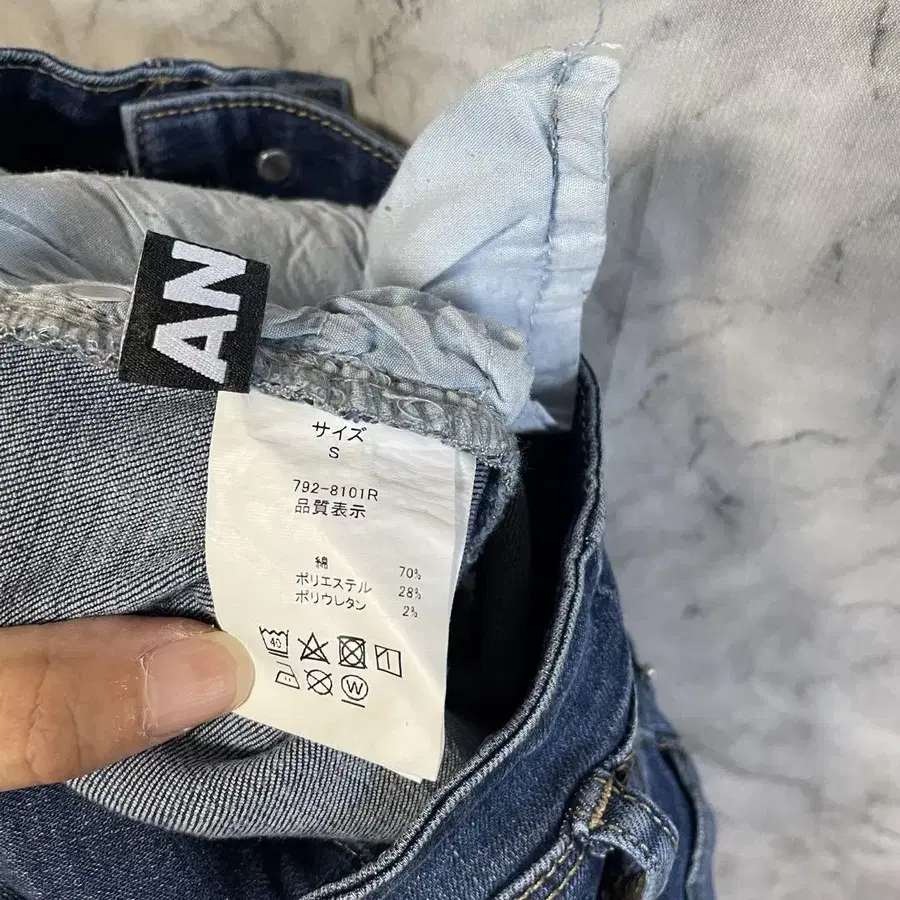 AN
サイズ
S
792-8101R
品質表示
綿 70%
ポリエステル 28%
ポリウレタン 2%
40
W